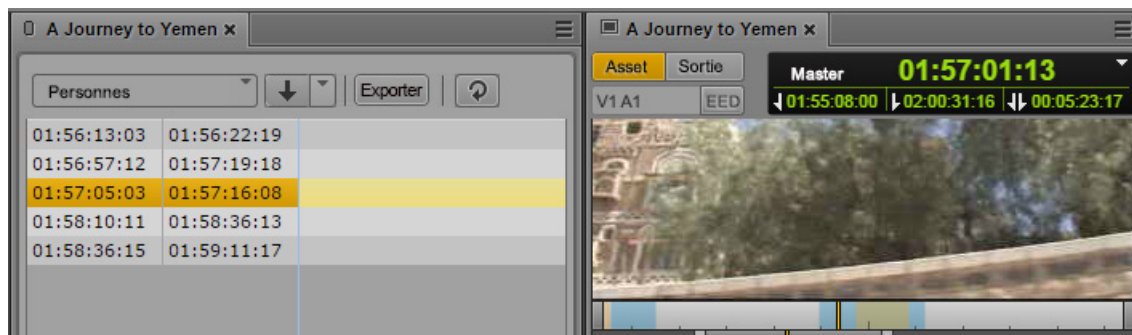 A Journey to Yemen ×
Personnes
Exporter
01:56:13:03 01:56:22:19
01:56:57:12 01:57:19:18
01:57:05:03 01:57:16:08
01:58:10:11 01:58:36:13
01:58:36:15 01:59:11:17
A Journey to Yemen ×
Asset Sortie
Master 01:57:01:13
V1 A1 EED
01:55:08:00 02:00:31:16 00:05:23:17